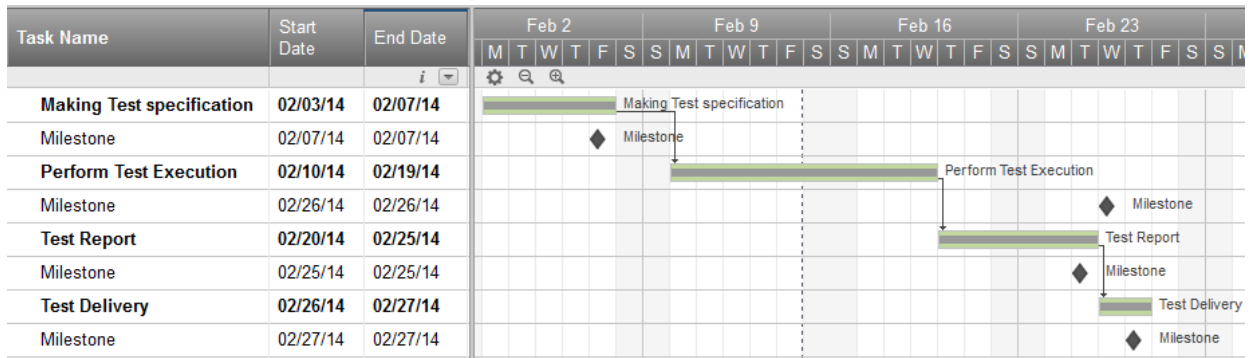 Task Name Start Date End Date Feb 2 Feb 9 Feb 16 Feb 23
M T W T F S S M T W T F S S M T W T F S S M T W T F S S M
i
Making Test specification 02/03/14 02/07/14 Making Test specification
Milestone 02/07/14 02/07/14 Milestone
Perform Test Execution 02/10/14 02/19/14 Perform Test Execution
Milestone 02/26/14 02/26/14 Milestone
Test Report 02/20/14 02/25/14 Test Report
Milestone 02/25/14 02/25/14 Milestone
Test Delivery 02/26/14 02/27/14 Test Delivery
Milestone 02/27/14 02/27/14 Milestone